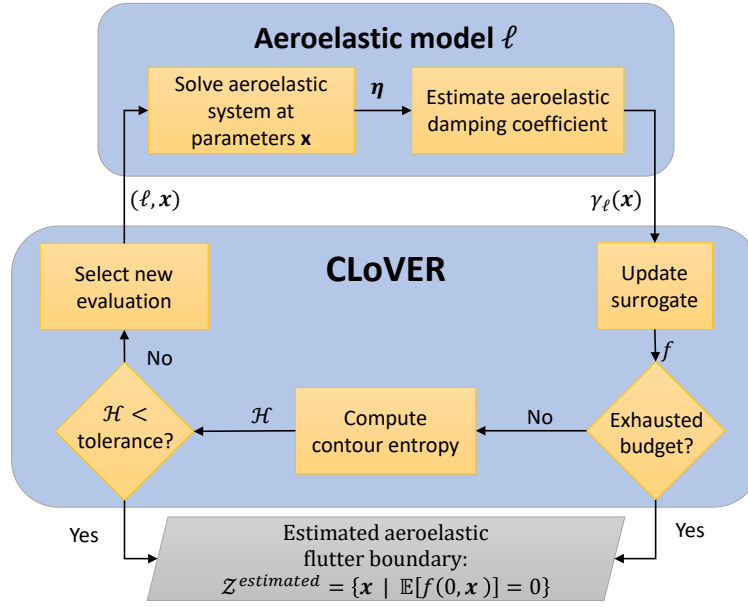 Aeroelastic model ℓ
Solve aeroelastic
system at
parameters x
η
Estimate aeroelastic
damping coefficient
(ℓ, x)
γℓ(x)
CLoVER
Select new
evaluation
Update
surrogate
No
f
ℋ <
tolerance?
ℋ
Compute
contour entropy
No
Exhausted
budget?
Yes
Yes
Estimated aeroelastic
flutter boundary:
𝒵^estimated = {x | 𝔼[f(0, x)] = 0}